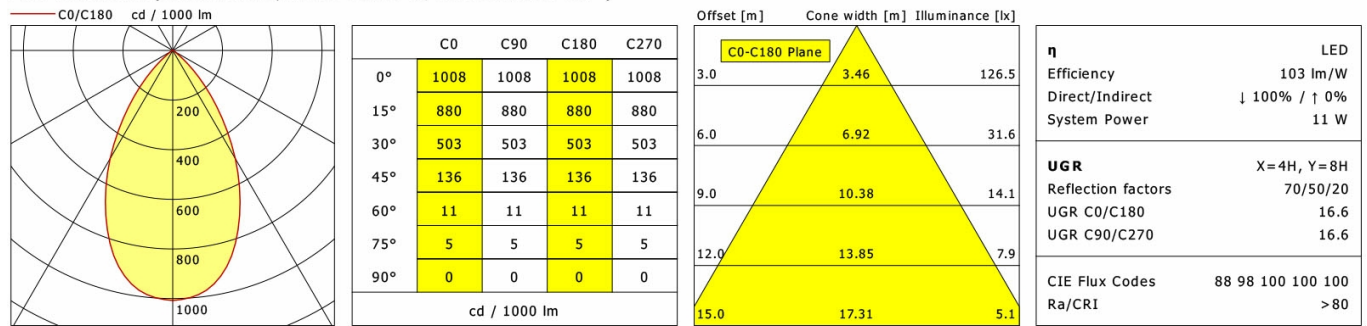 C0/C180 cd / 1000 lm
200
400
600
800
1000
C0 C90 C180 C270
0° 1008 1008 1008 1008
15° 880 880 880 880
30° 503 503 503 503
45° 136 136 136 136
60° 11 11 11 11
75° 5 5 5 5
90° 0 0 0 0
cd / 1000 lm
Offset [m] Cone width [m] Illuminance [lx]
C0-C180 Plane
3.0 3.46 126.5
6.0 6.92 31.6
9.0 10.38 14.1
12.0 13.85 7.9
15.0 17.31 5.1
η LED
Efficiency 103 lm/W
Direct/Indirect ↓ 100% / ↑ 0%
System Power 11 W
UGR X=4H, Y=8H
Reflection factors 70/50/20
UGR C0/C180 16.6
UGR C90/C270 16.6
CIE Flux Codes 88 98 100 100 100
Ra/CRI >80